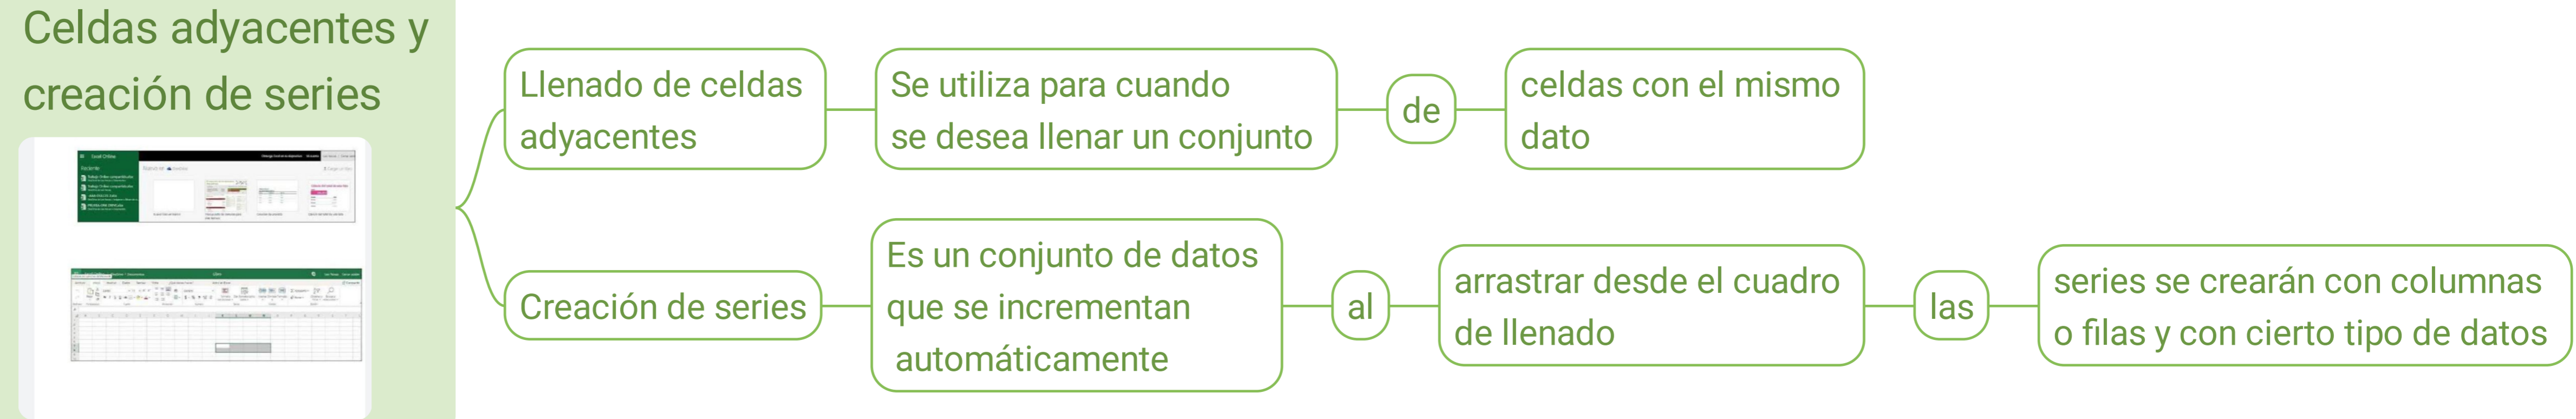 Celdas adyacentes y
creación de series
Excel Online
Llenado de celdas
adyacentes
Se utiliza para cuando
se desea llenar un conjunto
de
celdas con el mismo
dato
Creación de series
Es un conjunto de datos
que se incrementan
automáticamente
al
arrastrar desde el cuadro
de llenado
las
series se crearán con columnas
o filas y con cierto tipo de datos